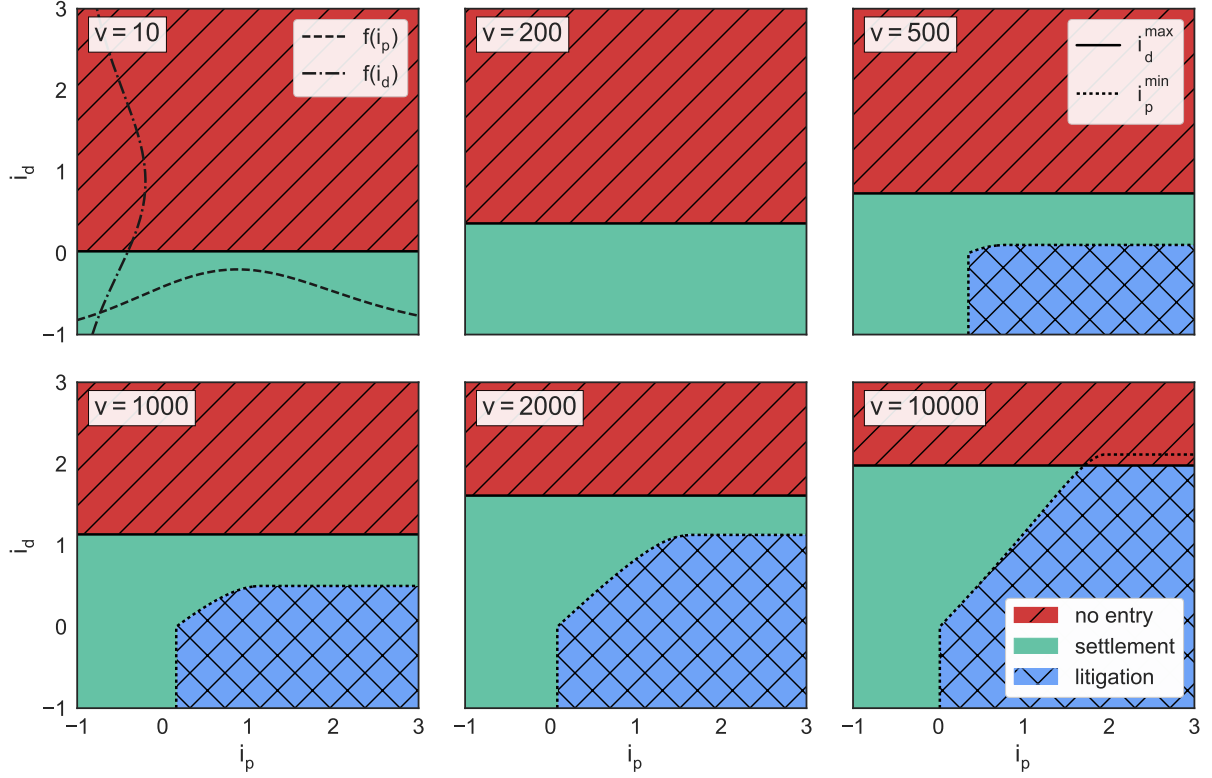 v = 10
f(i_p)
f(i_d)
v = 200
v = 500
i_d^max
i_p^min
3
2
1
0
−1
i_d
v = 1000
v = 2000
v = 10000
no entry
settlement
litigation
3
2
1
0
−1
i_d
−1 0 1 2 3
−1 0 1 2 3
−1 0 1 2 3
i_p
i_p
i_p